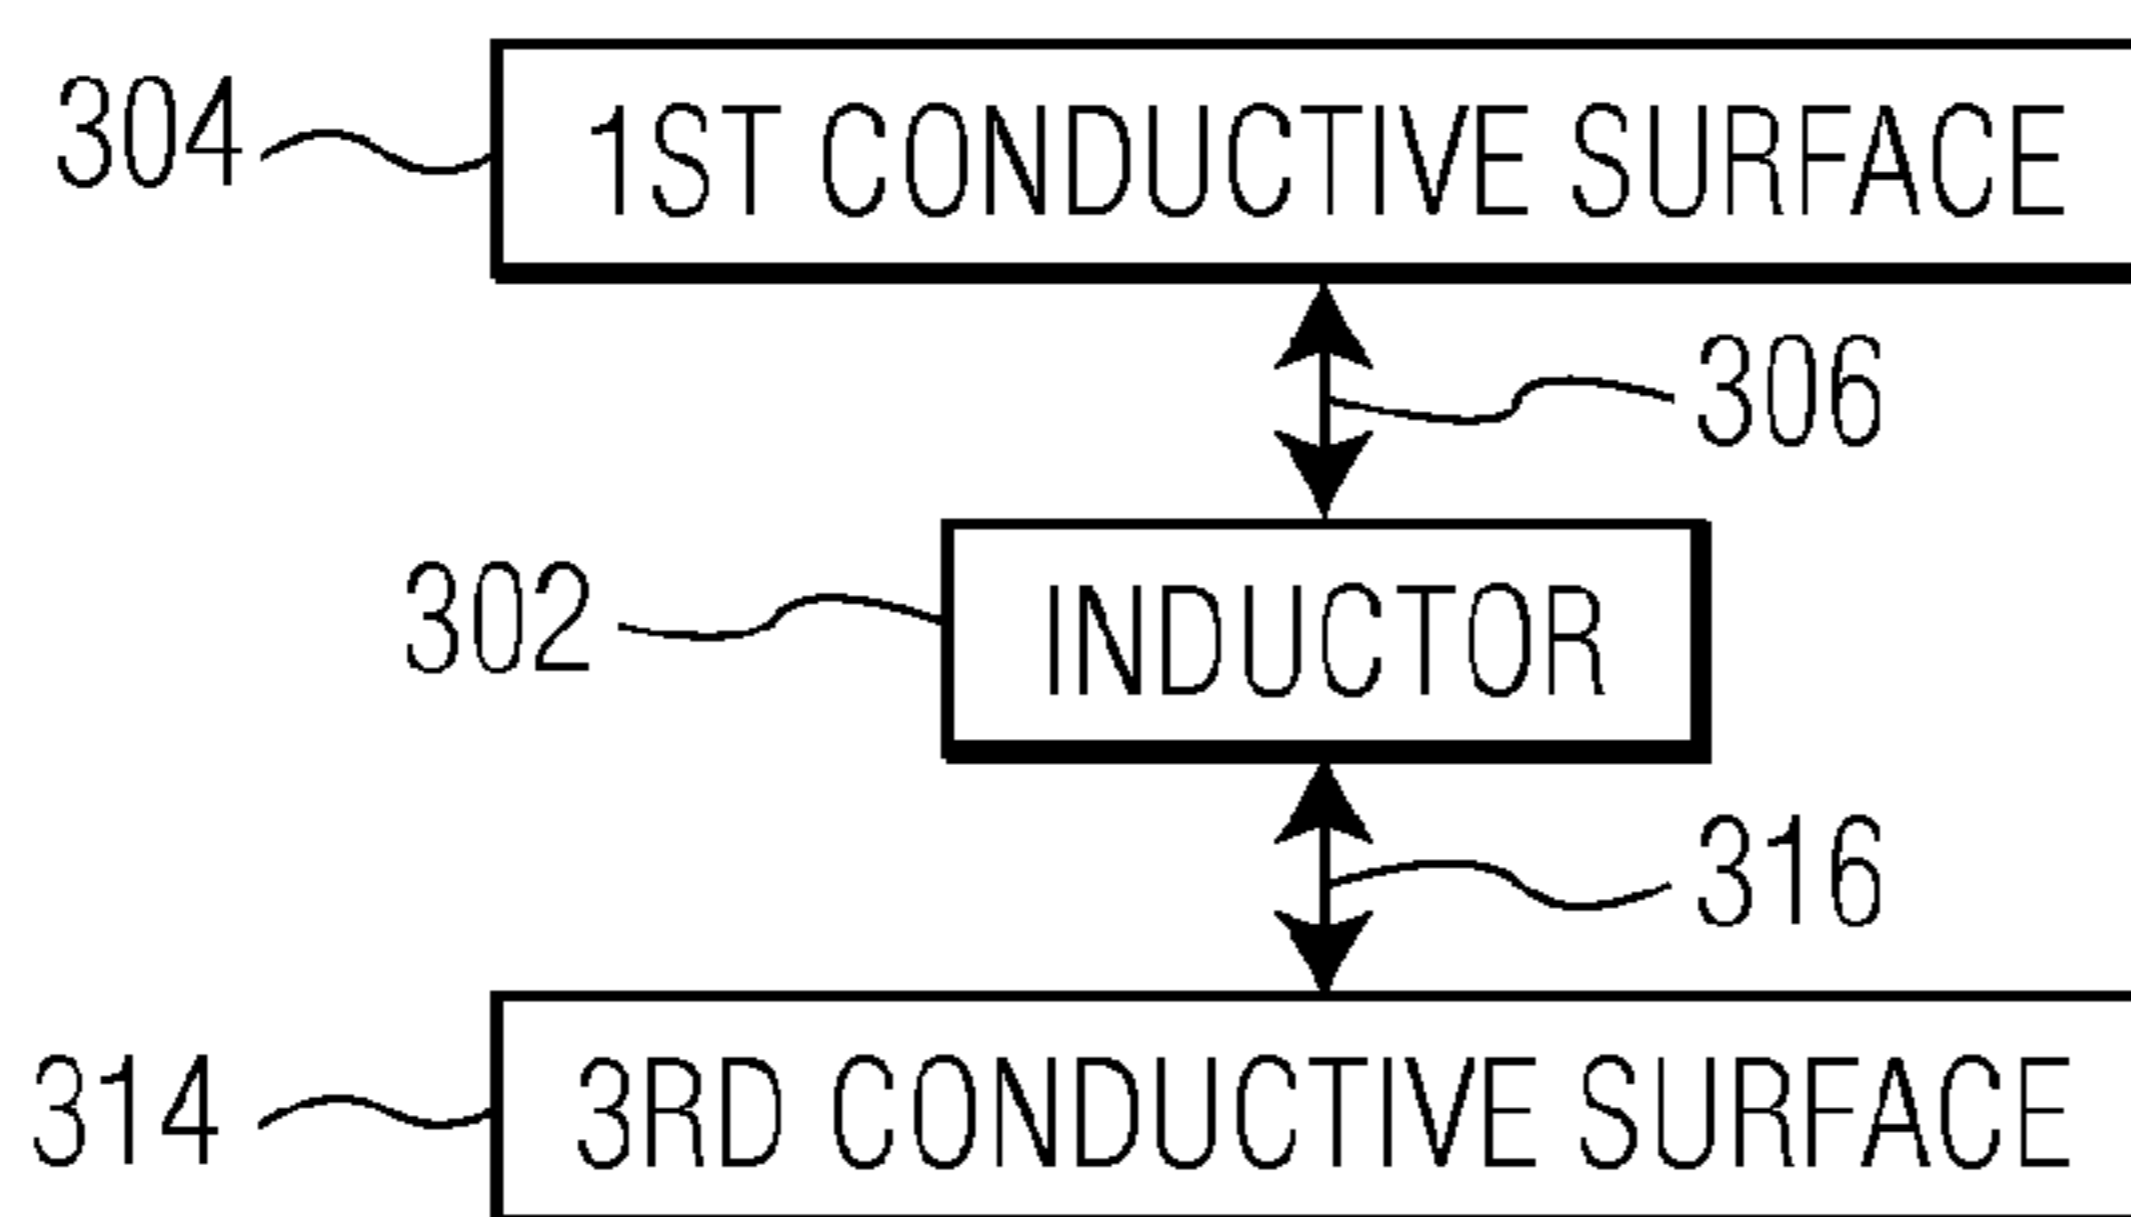 304 1ST CONDUCTIVE SURFACE
306
302 INDUCTOR
316
314 3RD CONDUCTIVE SURFACE